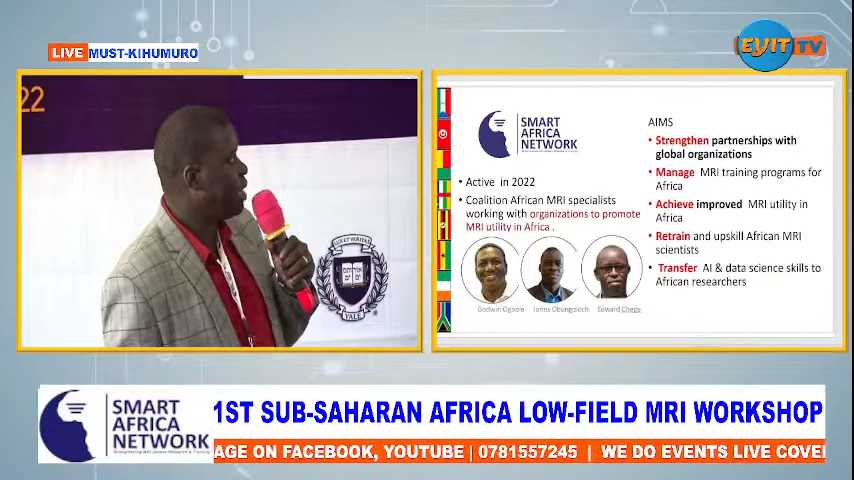 LIVE MUST-KIHUMURO
EVIT TV
22
LUX ET VERITAS
YALE
SMART
AFRICA
NETWORK
• Active in 2022
• Coalition African MRI specialists
working with organizations to promote
MRI utility in Africa .
Godwin Ogbole Johns Obungoloch Edward Chege
AIMS
• Strengthen partnerships with
global organizations
• Manage MRI training programs for
Africa
• Achieve improved MRI utility in
Africa
• Retrain and upskill African MRI
scientists
• Transfer AI & data science skills to
African researchers
SMART
AFRICA
NETWORK
1ST SUB-SAHARAN AFRICA LOW-FIELD MRI WORKSHOP
AGE ON FACEBOOK, YOUTUBE | 0781557245 | WE DO EVENTS LIVE COVE